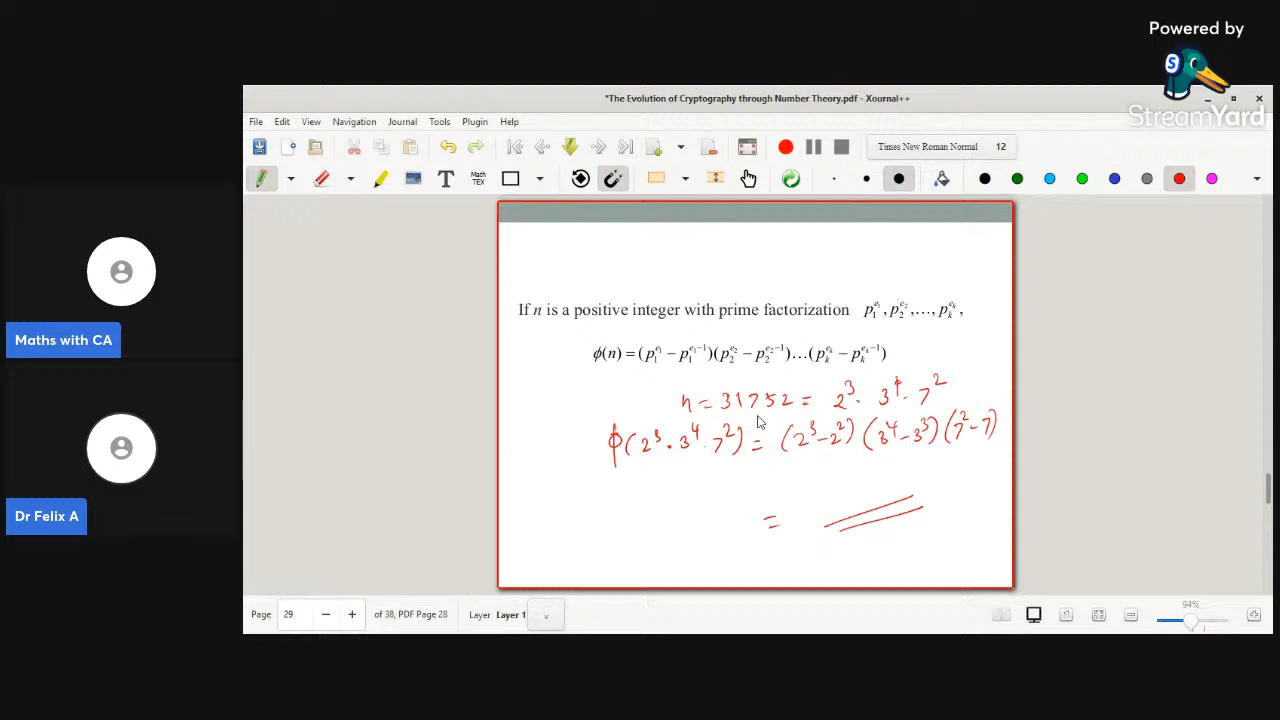 Powered by
StreamYard
*The Evolution of Cryptography through Number Theory.pdf - Xournal++
File Edit View Navigation Journal Tools Plugin Help
Times New Roman Normal 12
T Math TEX
If n is a positive integer with prime factorization p₁^{e₁}, p₂^{e₂}, ..., p_k^{e_k},
ϕ(n) = (p₁^{e₁} − p₁^{e₁−1})(p₂^{e₂} − p₂^{e₂−1})...(p_k^{e_k} − p_k^{e_k−1})
n = 31752 = 2³ · 3⁴ · 7²
ϕ(2³ · 3⁴ · 7²) = (2³ − 2²)(3⁴ − 3³)(7² − 7)
=
Maths with CA
Dr Felix A
Page 29 − + of 38, PDF Page 28 Layer Layer 1 v 94%